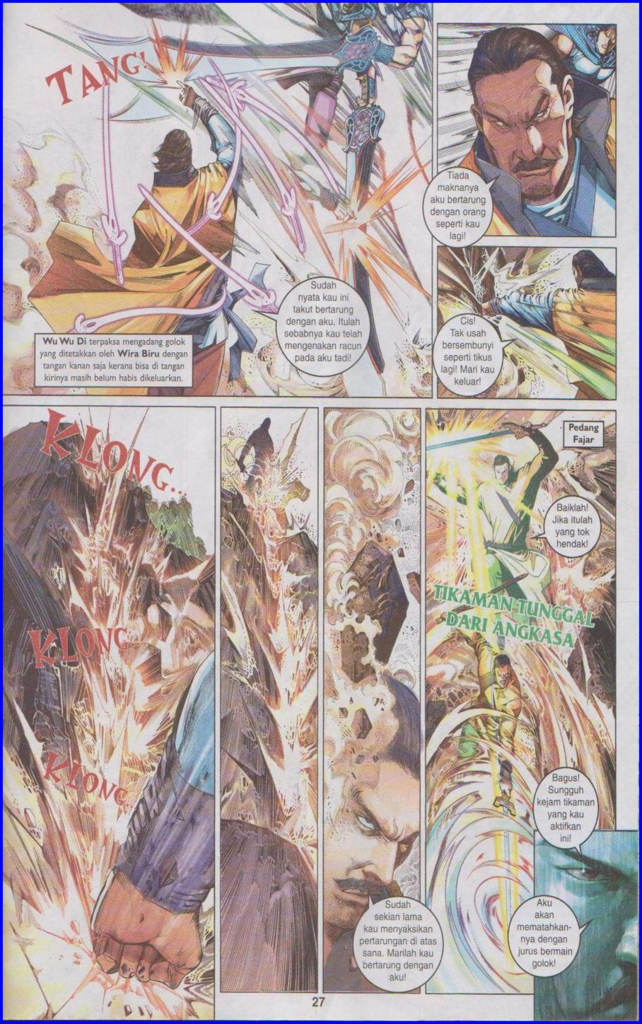 TANG!
Tiada
maknanya
aku bertarung
dengan orang
seperti kau
lagi!
Sudah
nyata kau ini
takut bertarung
dengan aku. Itulah
sebabnya kau telah
mengenakan racun
pada aku tadi!
Cis!
Tak usah
bersembunyi
seperti tikus
lagi! Mari kau
keluar!
Wu Wu Di terpaksa mengadang golok
yang ditetakkan oleh Wira Biru dengan
tangan kanan saja kerana bisa di tangan
kirinya masih belum habis dikeluarkan.
KLONG...
KLONG
KLONG
Sudah
sekian lama
kau menyaksikan
pertarungan di atas
sana. Marilah kau
bertarung dengan
aku!
Pedang
Fajar
Baiklah!
Jika itulah
yang tok
hendak!
TIKAMAN TUNGGAL
DARI ANGKASA
Bagus!
Sungguh
kejam tikaman
yang kau
aktifkan
ini!
Aku
akan
mematahkan-
nya dengan
jurus bermain
golok!
27